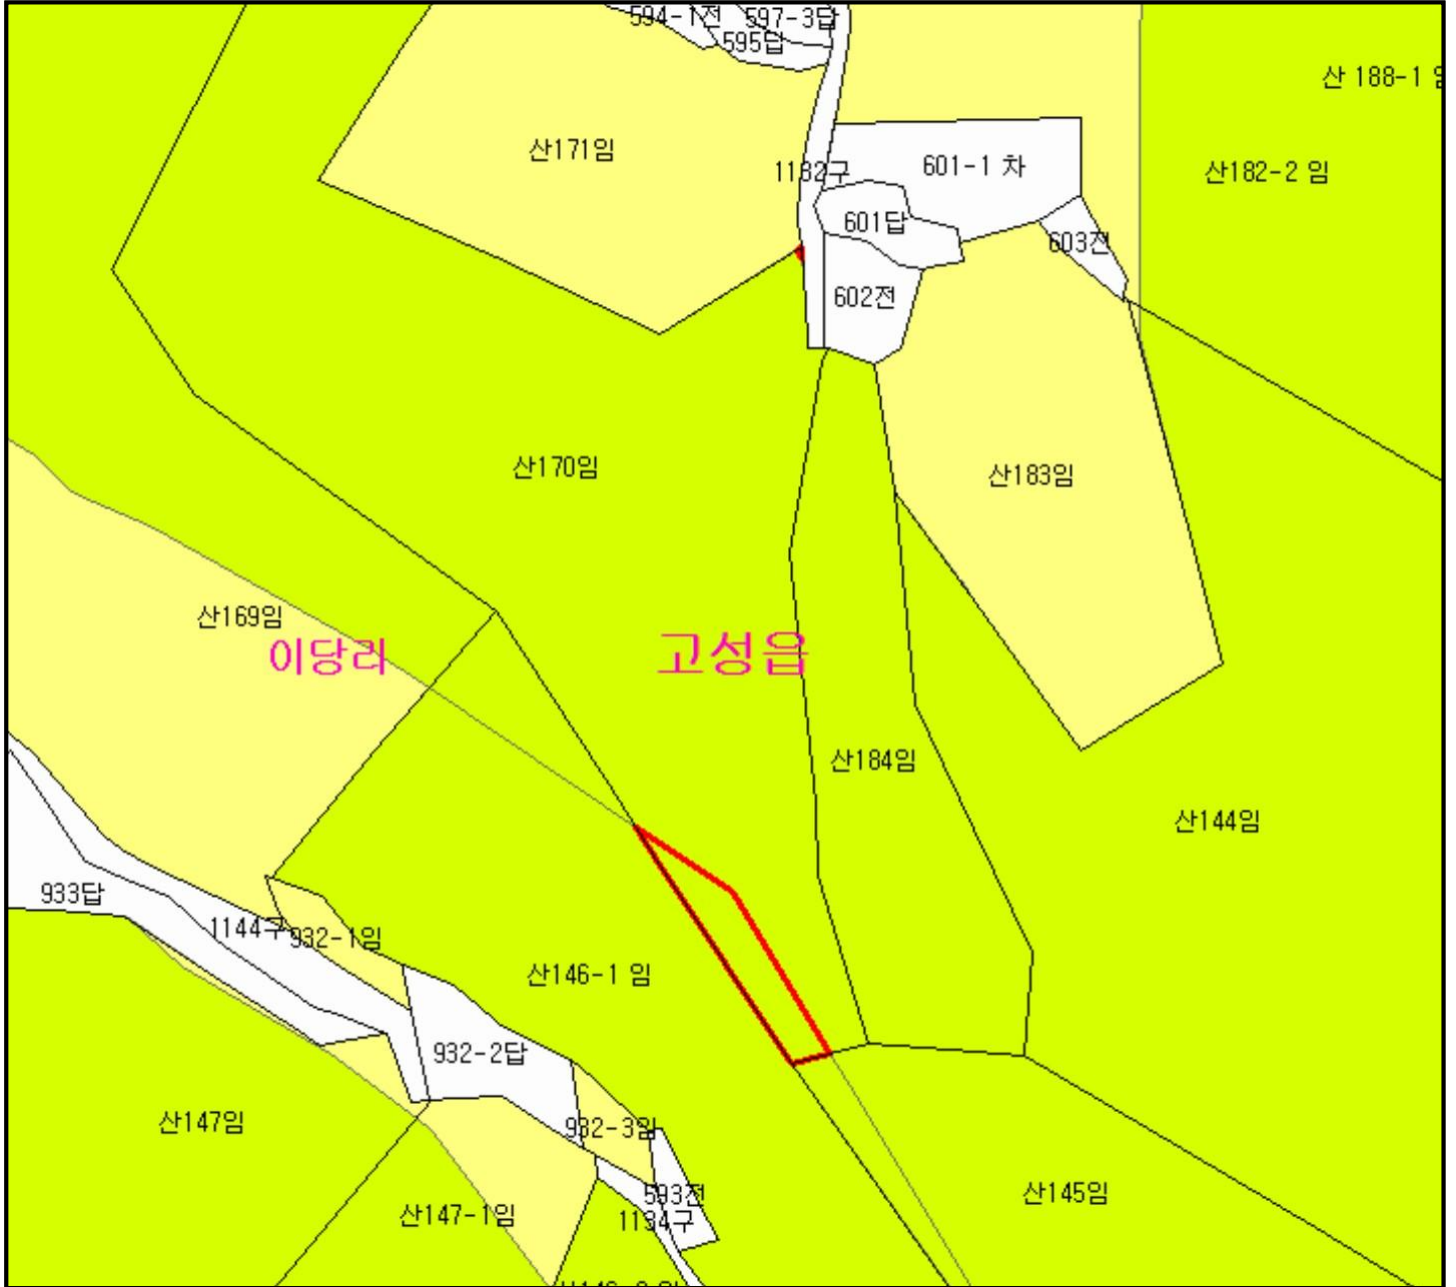 594-1전
597-3답
595답
산 188-1 임
산171임
1182구
601-1 차
산182-2 임
601답
603전
602전
산170임
산183임
산169임
이당리
고성읍
산184임
산144임
933답
1144구
932-1임
산146-1 임
932-2답
산147임
932-3임
593전
산145임
산147-1임
1134구